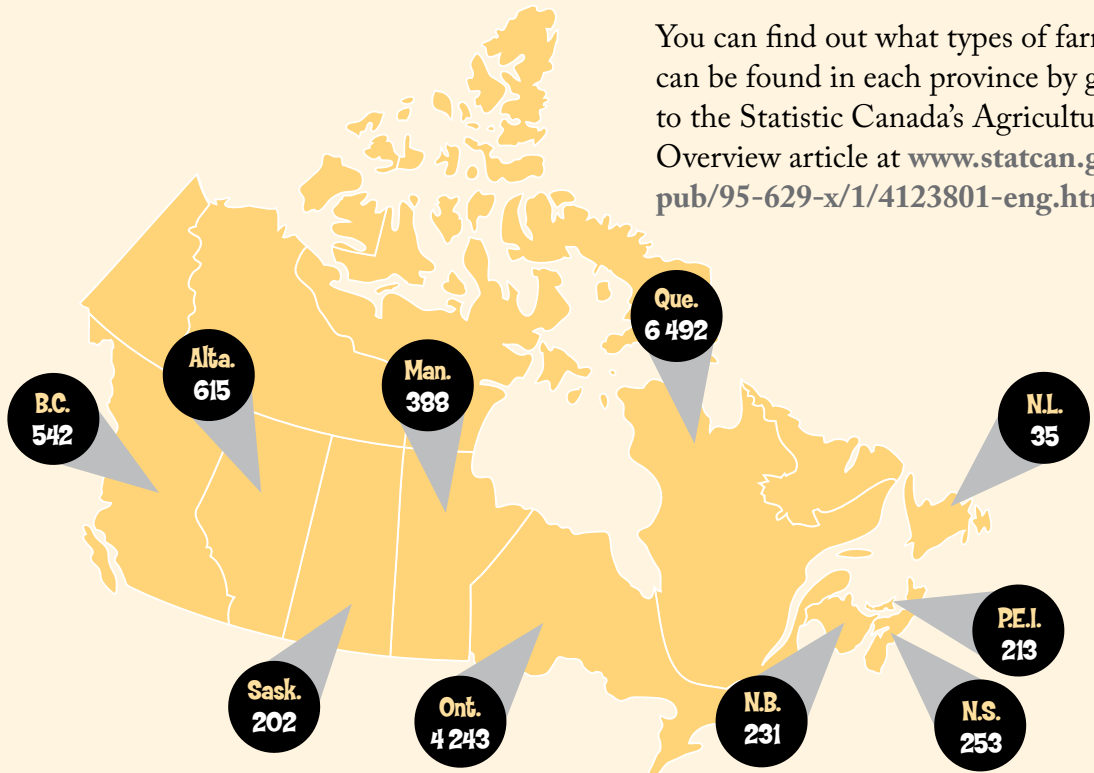 You can find out what types of farm
can be found in each province by g
to the Statistic Canada's Agricultu
Overview article at www.statcan.g
pub/95-629-x/1/4123801-eng.htm
Que.
6 492
Alta.
615
Man.
388
B.C.
542
N.L.
35
P.E.I.
213
Sask.
202
Ont.
4 243
N.B.
231
N.S.
253